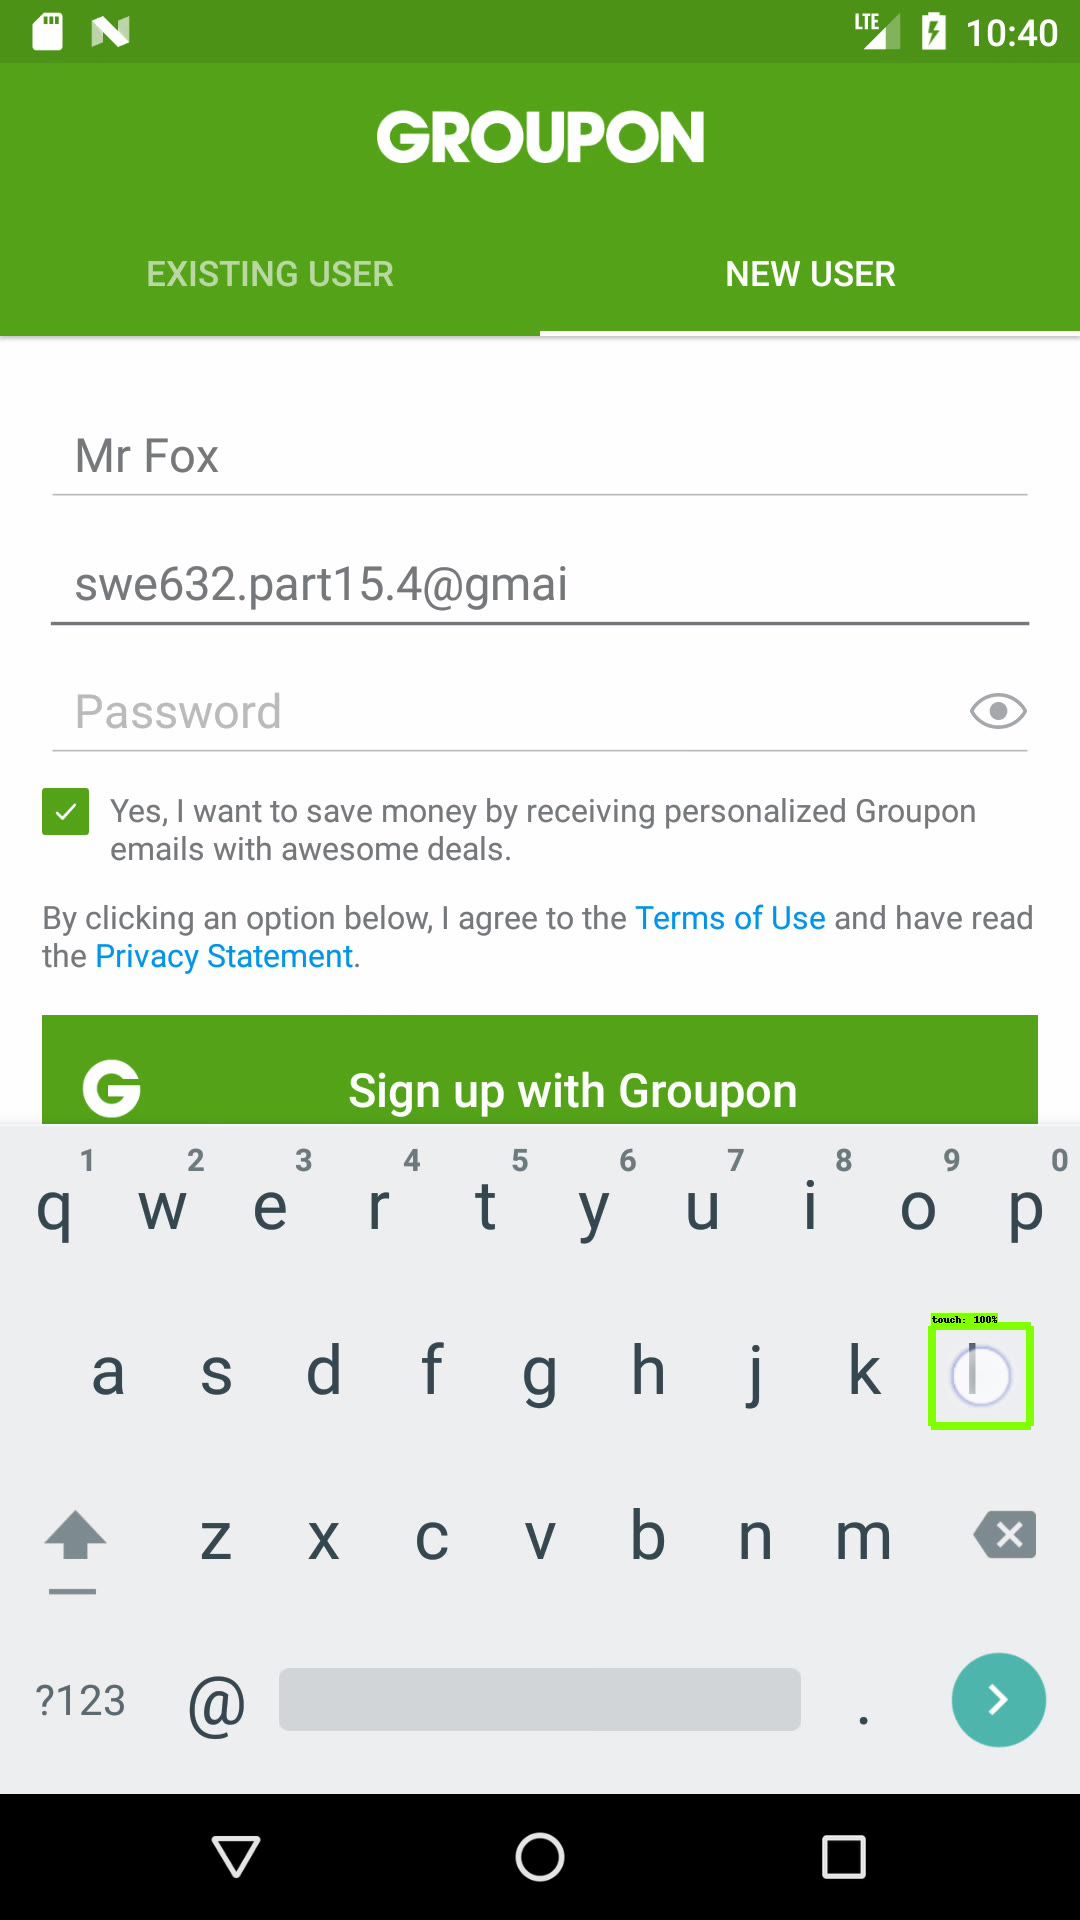 LTE 10:40
GROUPON
EXISTING USER NEW USER
Mr Fox
swe632.part15.4@gmai
Password
Yes, I want to save money by receiving personalized Groupon
emails with awesome deals.
By clicking an option below, I agree to the Terms of Use and have read
the Privacy Statement.
G Sign up with Groupon
1 2 3 4 5 6 7 8 9 0
q w e r t y u i o p
touch: 100%
a s d f g h j k l
z x c v b n m
?123 @ .